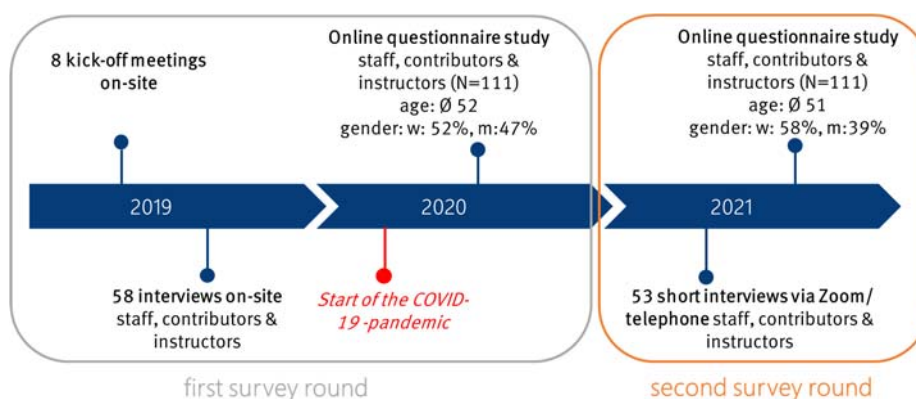 8 kick-off meetings
on-site
Online questionnaire study
staff, contributors &
instructors (N=111)
age: Ø 52
gender: w: 52%, m:47%
Online questionnaire study
staff, contributors &
instructors (N=111)
age: Ø 51
gender: w: 58%, m:39%
2019
2020
2021
58 interviews on-site
staff, contributors &
instructors
Start of the COVID-
19 -pandemic
53 short interviews via Zoom/
telephone staff, contributors &
instructors
first survey round
second survey round